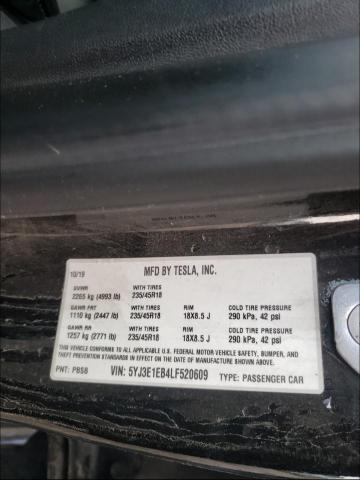 10/19 MFD BY TESLA, INC.
GVWR WITH TIRES
2265 kg (4993 lb) 235/45R18
GAWR FRT WITH TIRES RIM COLD TIRE PRESSURE
1110 kg (2447 lb) 235/45R18 18X8.5 J 290 kPa, 42 psi
GAWR RR WITH TIRES RIM COLD TIRE PRESSURE
1257 kg (2771 lb) 235/45R18 18X8.5 J 290 kPa, 42 psi
THIS VEHICLE CONFORMS TO ALL APPLICABLE U.S. FEDERAL MOTOR VEHICLE SAFETY, BUMPER, AND
THEFT PREVENTION STANDARDS IN EFFECT ON THE DATE OF MANUFACTURE SHOWN ABOVE.
PNT: PBSB VIN: 5YJ3E1EB4LF520609 TYPE: PASSENGER CAR